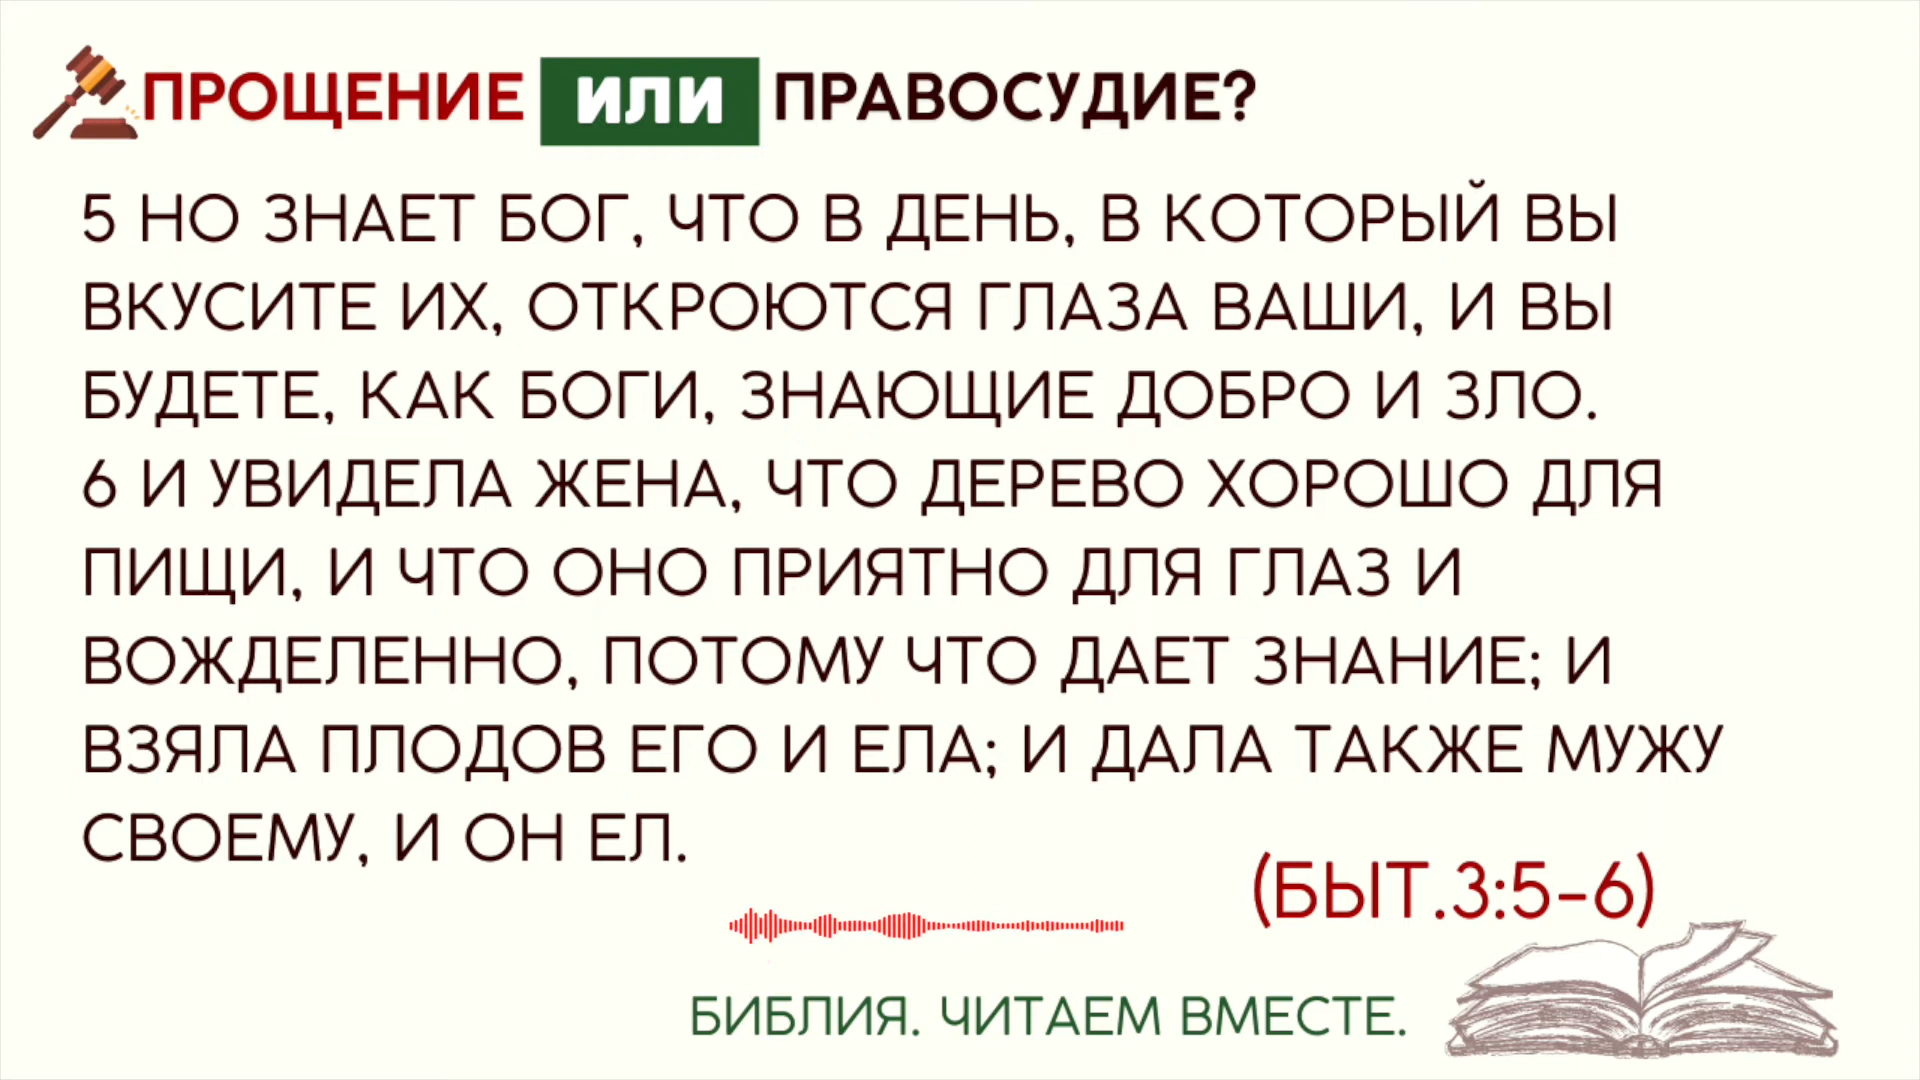 ПРОЩЕНИЕ ИЛИ ПРАВОСУДИЕ?
5 НО ЗНАЕТ БОГ, ЧТО В ДЕНЬ, В КОТОРЫЙ ВЫ
ВКУСИТЕ ИХ, ОТКРОЮТСЯ ГЛАЗА ВАШИ, И ВЫ
БУДЕТЕ, КАК БОГИ, ЗНАЮЩИЕ ДОБРО И ЗЛО.
6 И УВИДЕЛА ЖЕНА, ЧТО ДЕРЕВО ХОРОШО ДЛЯ
ПИЩИ, И ЧТО ОНО ПРИЯТНО ДЛЯ ГЛАЗ И
ВОЖДЕЛЕННО, ПОТОМУ ЧТО ДАЕТ ЗНАНИЕ; И
ВЗЯЛА ПЛОДОВ ЕГО И ЕЛА; И ДАЛА ТАКЖЕ МУЖУ
СВОЕМУ, И ОН ЕЛ.
(БЫТ.3:5-6)
БИБЛИЯ. ЧИТАЕМ ВМЕСТЕ.